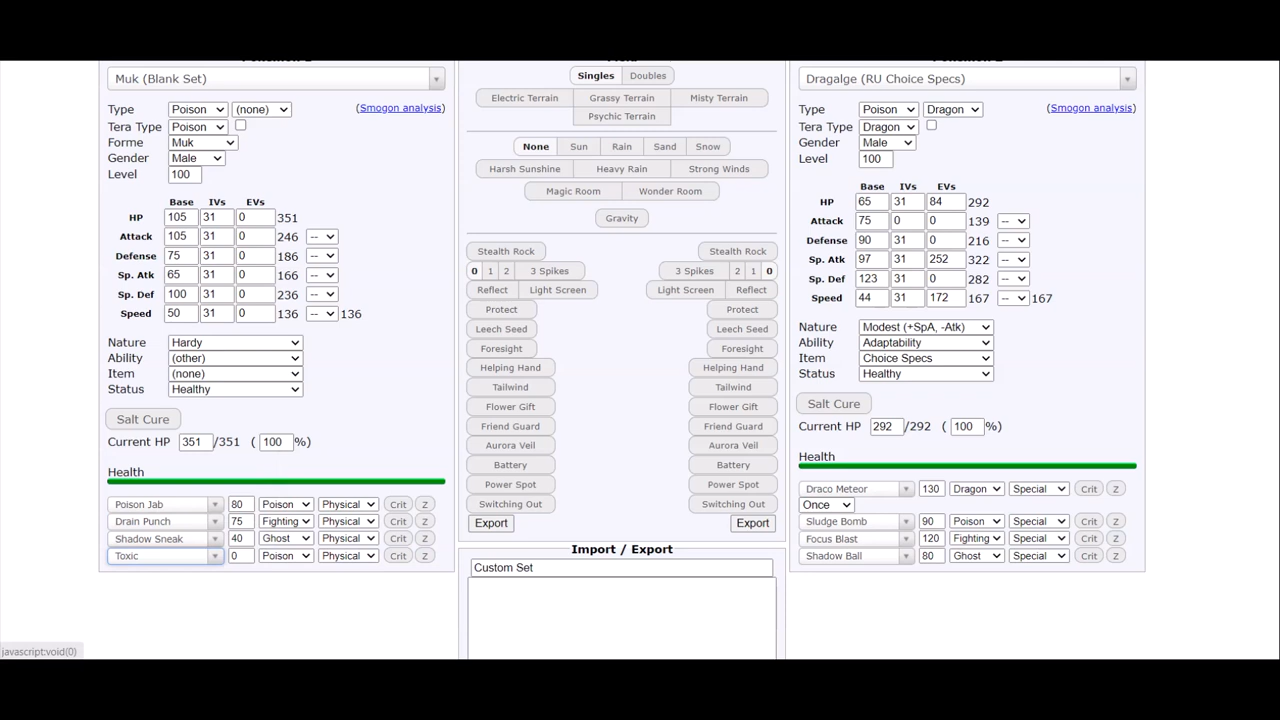 Muk (Blank Set)
Type Poison (none) (Smogon analysis)
Tera Type Poison
Forme Muk
Gender Male
Level 100
Base IVs EVs
HP 105 31 0 351
Attack 105 31 0 246 --
Defense 75 31 0 186 --
Sp. Atk 65 31 0 166 --
Sp. Def 100 31 0 236 --
Speed 50 31 0 136 -- 136
Nature Hardy
Ability (other)
Item (none)
Status Healthy
Salt Cure
Current HP 351 /351 ( 100 %)
Health
Poison Jab 80 Poison Physical Crit Z
Drain Punch 75 Fighting Physical Crit Z
Shadow Sneak 40 Ghost Physical Crit Z
Toxic 0 Poison Physical Crit Z
Singles Doubles
Electric Terrain Grassy Terrain Misty Terrain
Psychic Terrain
None Sun Rain Sand Snow
Harsh Sunshine Heavy Rain Strong Winds
Magic Room Wonder Room
Gravity
Stealth Rock Stealth Rock
0 1 2 3 Spikes 3 Spikes 2 1 0
Reflect Light Screen Light Screen Reflect
Protect Protect
Leech Seed Leech Seed
Foresight Foresight
Helping Hand Helping Hand
Tailwind Tailwind
Flower Gift Flower Gift
Friend Guard Friend Guard
Aurora Veil Aurora Veil
Battery Battery
Power Spot Power Spot
Switching Out Switching Out
Export Export
Import / Export
Custom Set
Dragalge (RU Choice Specs)
Type Poison Dragon (Smogon analysis)
Tera Type Dragon
Gender Male
Level 100
Base IVs EVs
HP 65 31 84 292
Attack 75 0 0 139 --
Defense 90 31 0 216 --
Sp. Atk 97 31 252 322 --
Sp. Def 123 31 0 282 --
Speed 44 31 172 167 -- 167
Nature Modest (+SpA, -Atk)
Ability Adaptability
Item Choice Specs
Status Healthy
Salt Cure
Current HP 292 /292 ( 100 %)
Health
Draco Meteor 130 Dragon Special Crit Z
Once
Sludge Bomb 90 Poison Special Crit Z
Focus Blast 120 Fighting Special Crit Z
Shadow Ball 80 Ghost Special Crit Z
javascript:void(0)